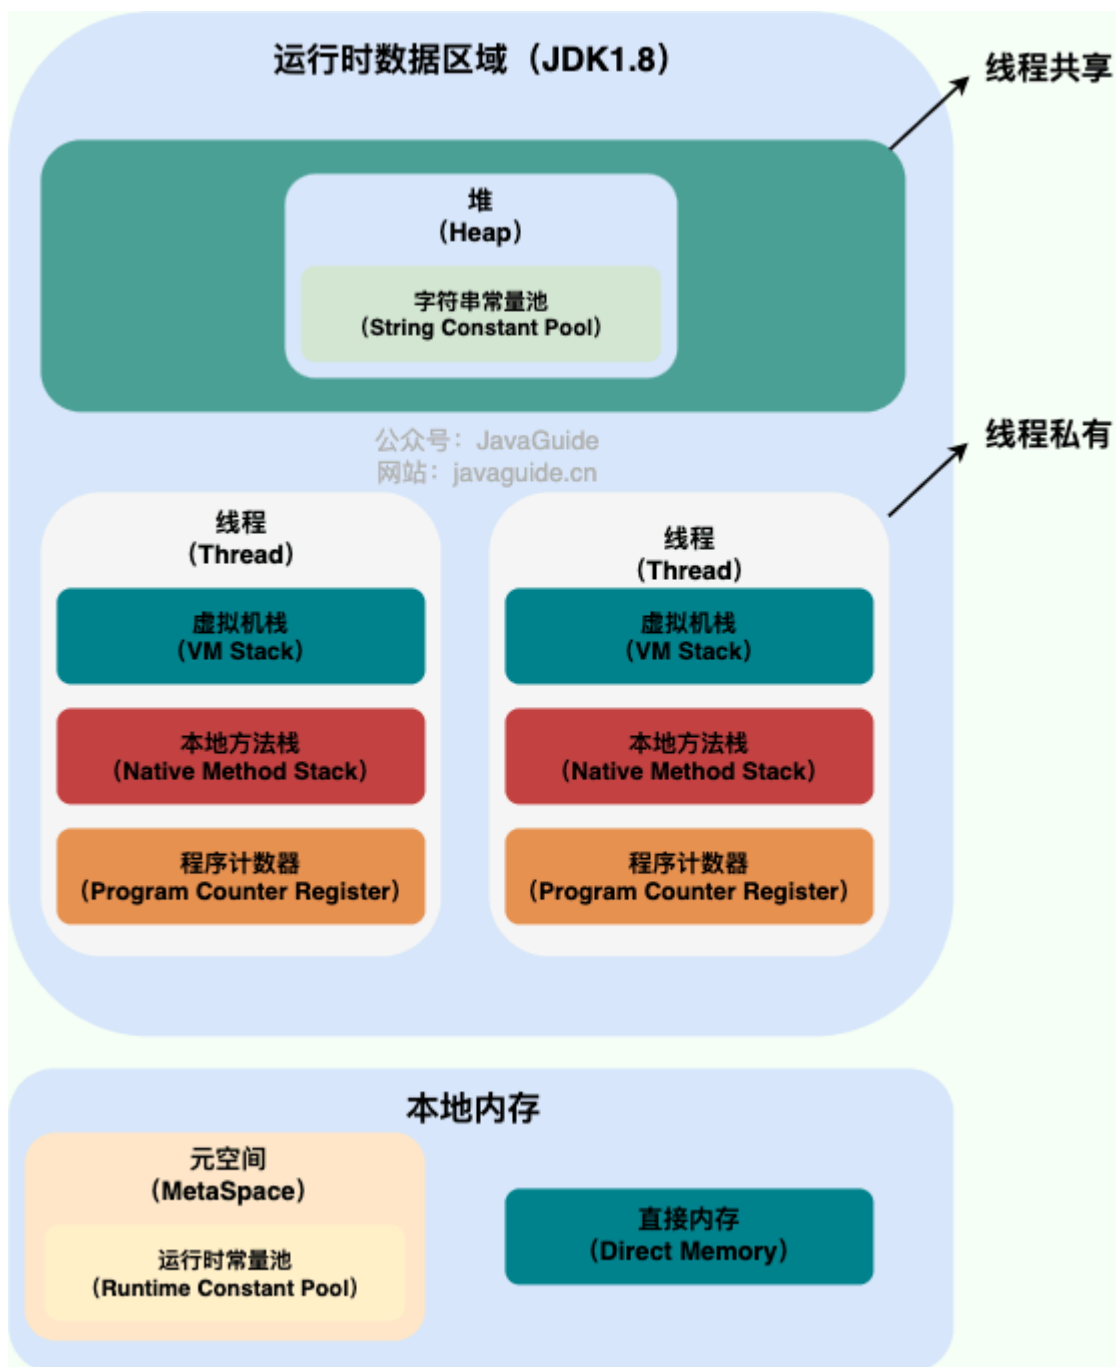 运行时数据区域（JDK1.8）
线程共享
堆
（Heap）
字符串常量池
（String Constant Pool）
公众号：JavaGuide
网站：javaguide.cn
线程私有
线程
（Thread）
虚拟机栈
（VM Stack）
本地方法栈
（Native Method Stack）
程序计数器
（Program Counter Register）
线程
（Thread）
虚拟机栈
（VM Stack）
本地方法栈
（Native Method Stack）
程序计数器
（Program Counter Register）
本地内存
元空间
（MetaSpace）
运行时常量池
（Runtime Constant Pool）
直接内存
（Direct Memory）